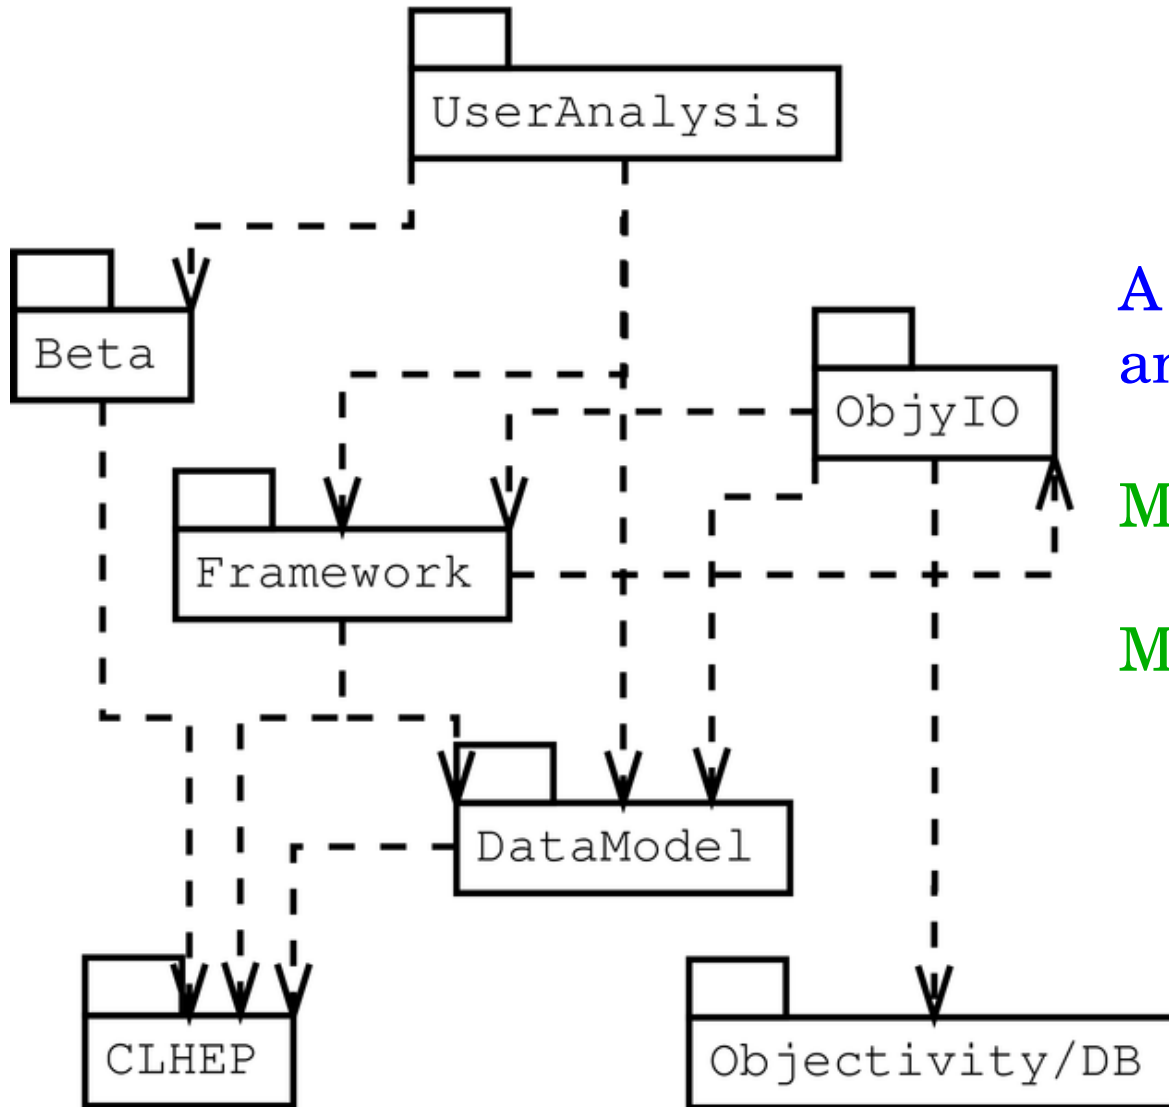 UserAnalysis
Beta
A
ObjyIO
Framework
M
M
DataModel
CLHEP
Objectivity/DB